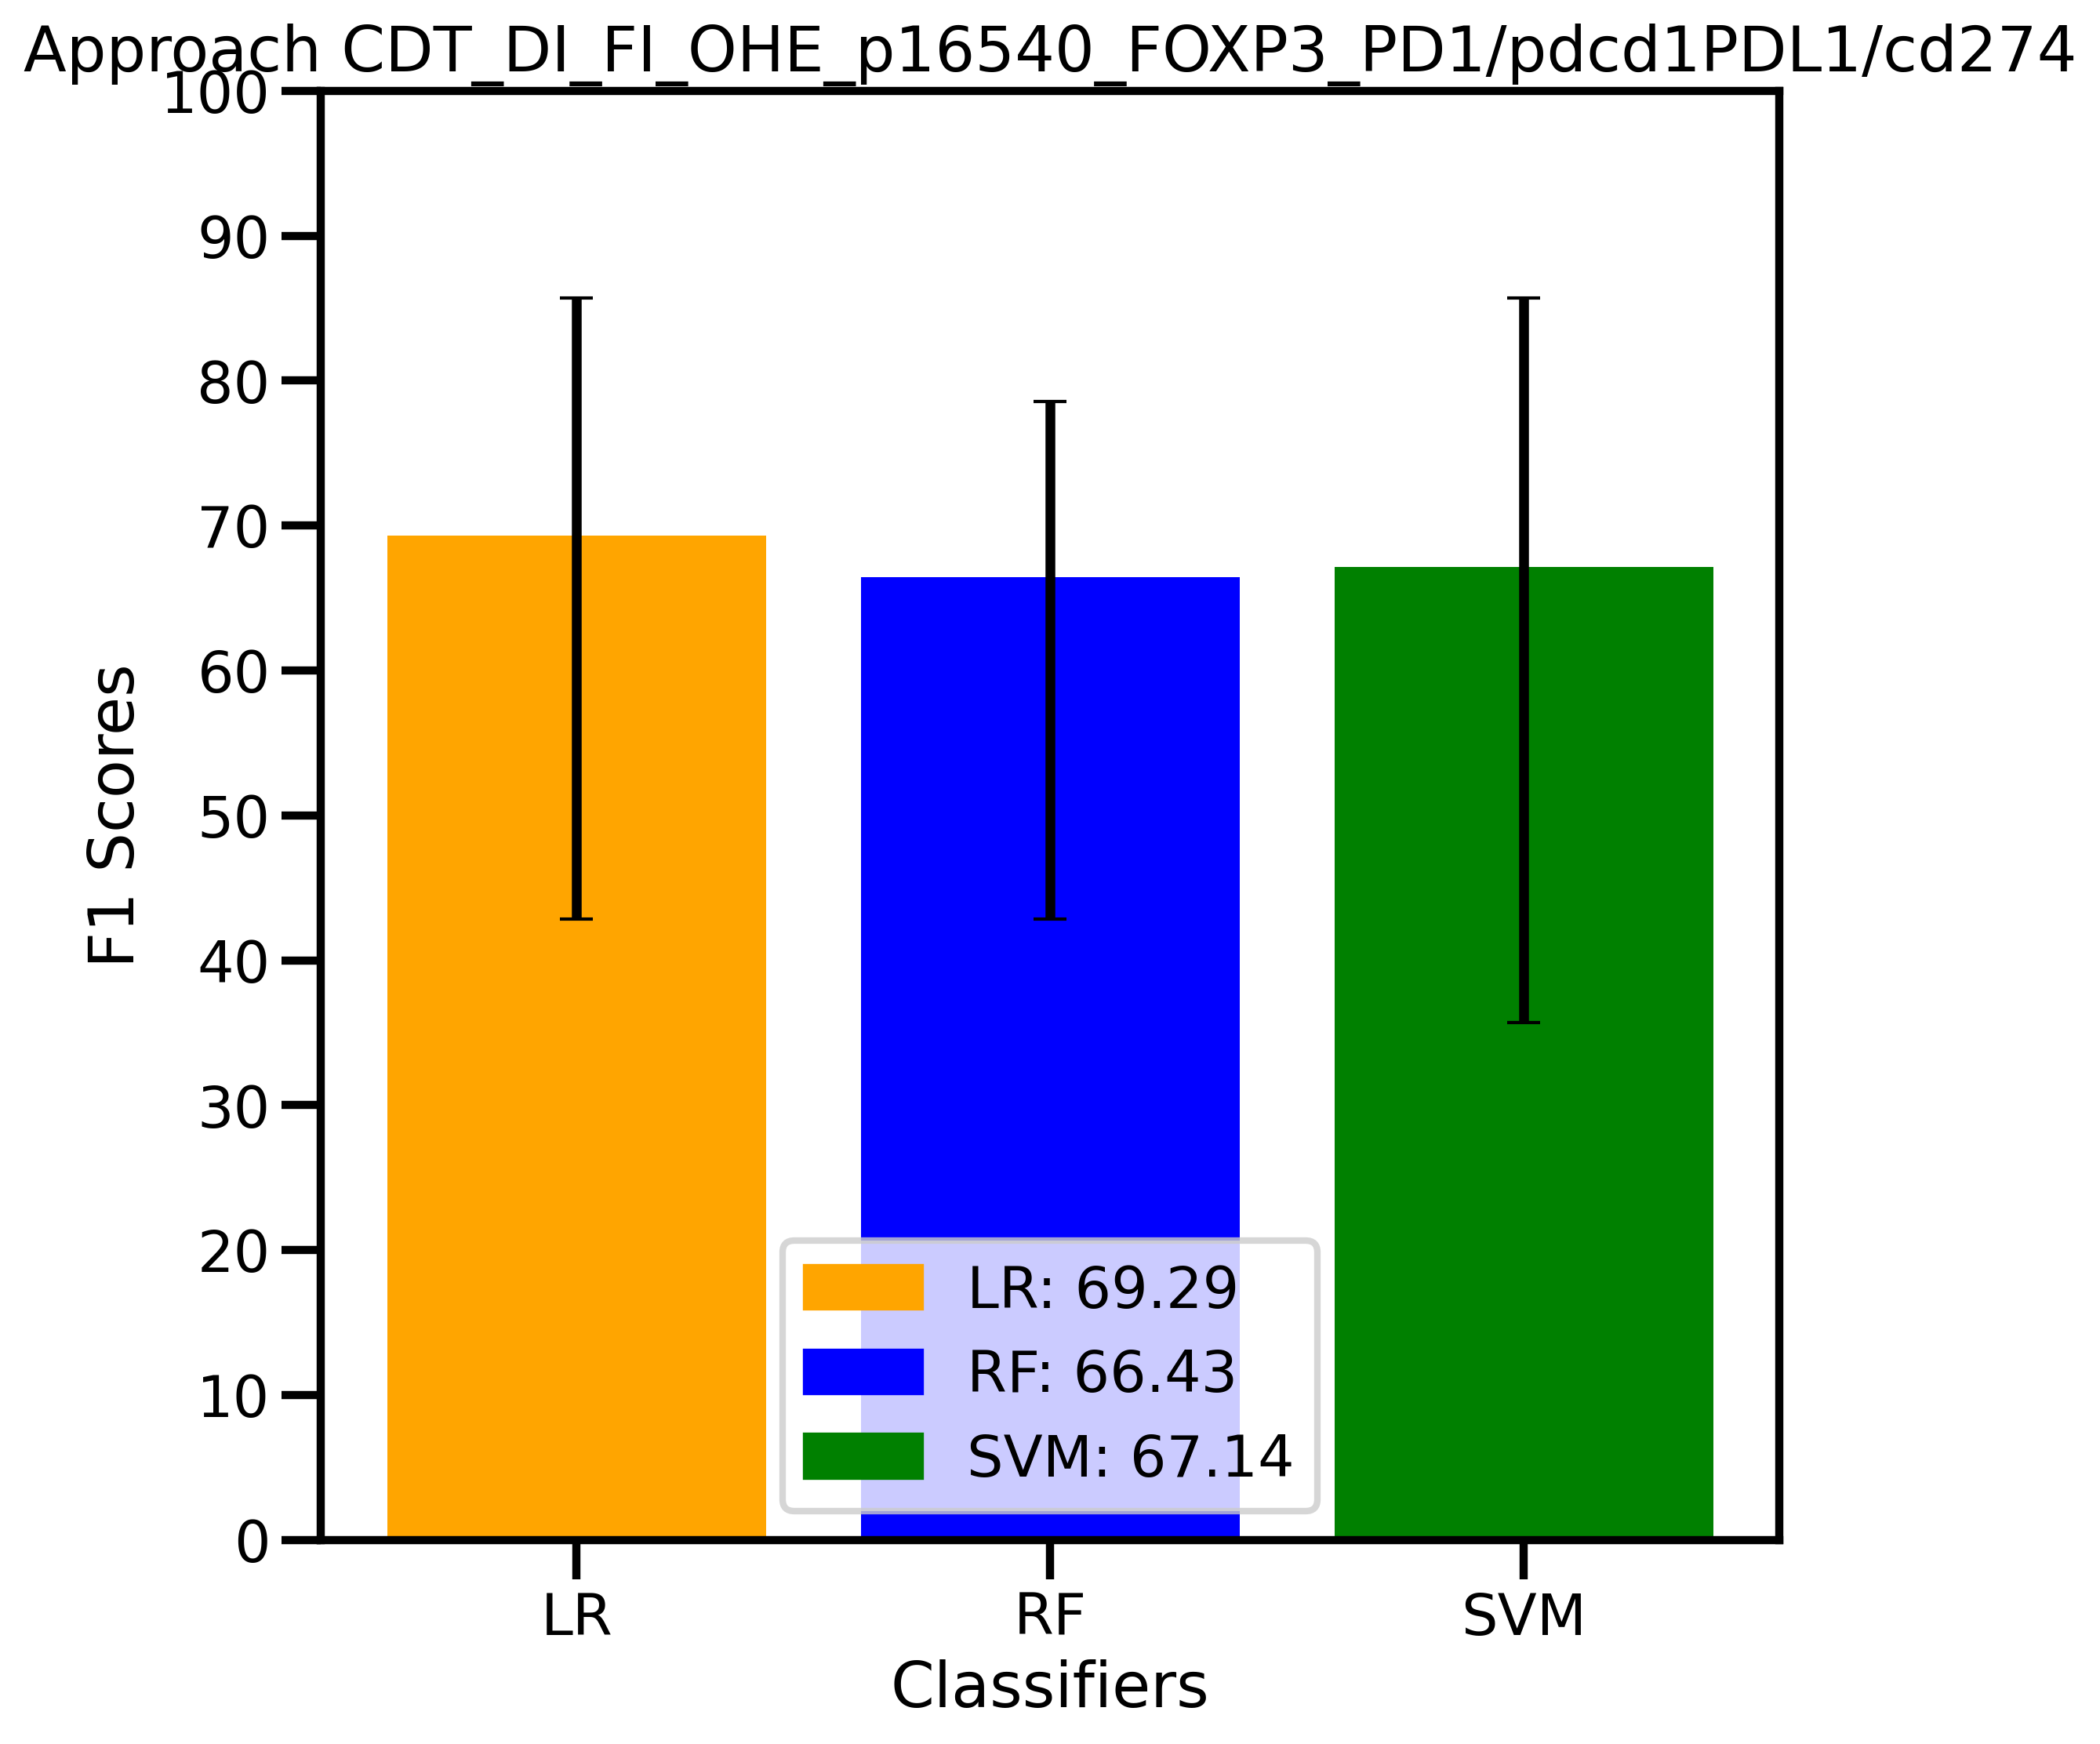 Approach CDT_DI_FI_OHE_p16540_FOXP3_PD1/pdcd1PDL1/cd274
100
90
80
70
60
50
40
30
20
10
0
F1 Scores
LR: 69.29
RF: 66.43
SVM: 67.14
LR
RF
SVM
Classifiers